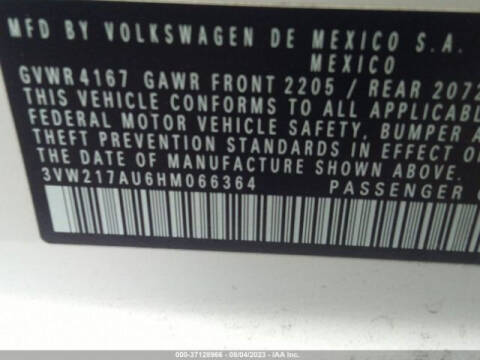 MFD BY VOLKSWAGEN DE MEXICO S.A.
MEXICO
GVWR 4167 GAWR FRONT 2205 / REAR 2072
THIS VEHICLE CONFORMS TO ALL APPLICABL
FEDERAL MOTOR VEHICLE SAFETY, BUMPER A
THEFT PREVENTION STANDARDS IN EFFECT O
THE DATE OF MANUFACTURE SHOWN ABOVE.
3VW217AU6HM066364 PASSENGER
000-37128966 - 09/04/2023 - IAAI.COM